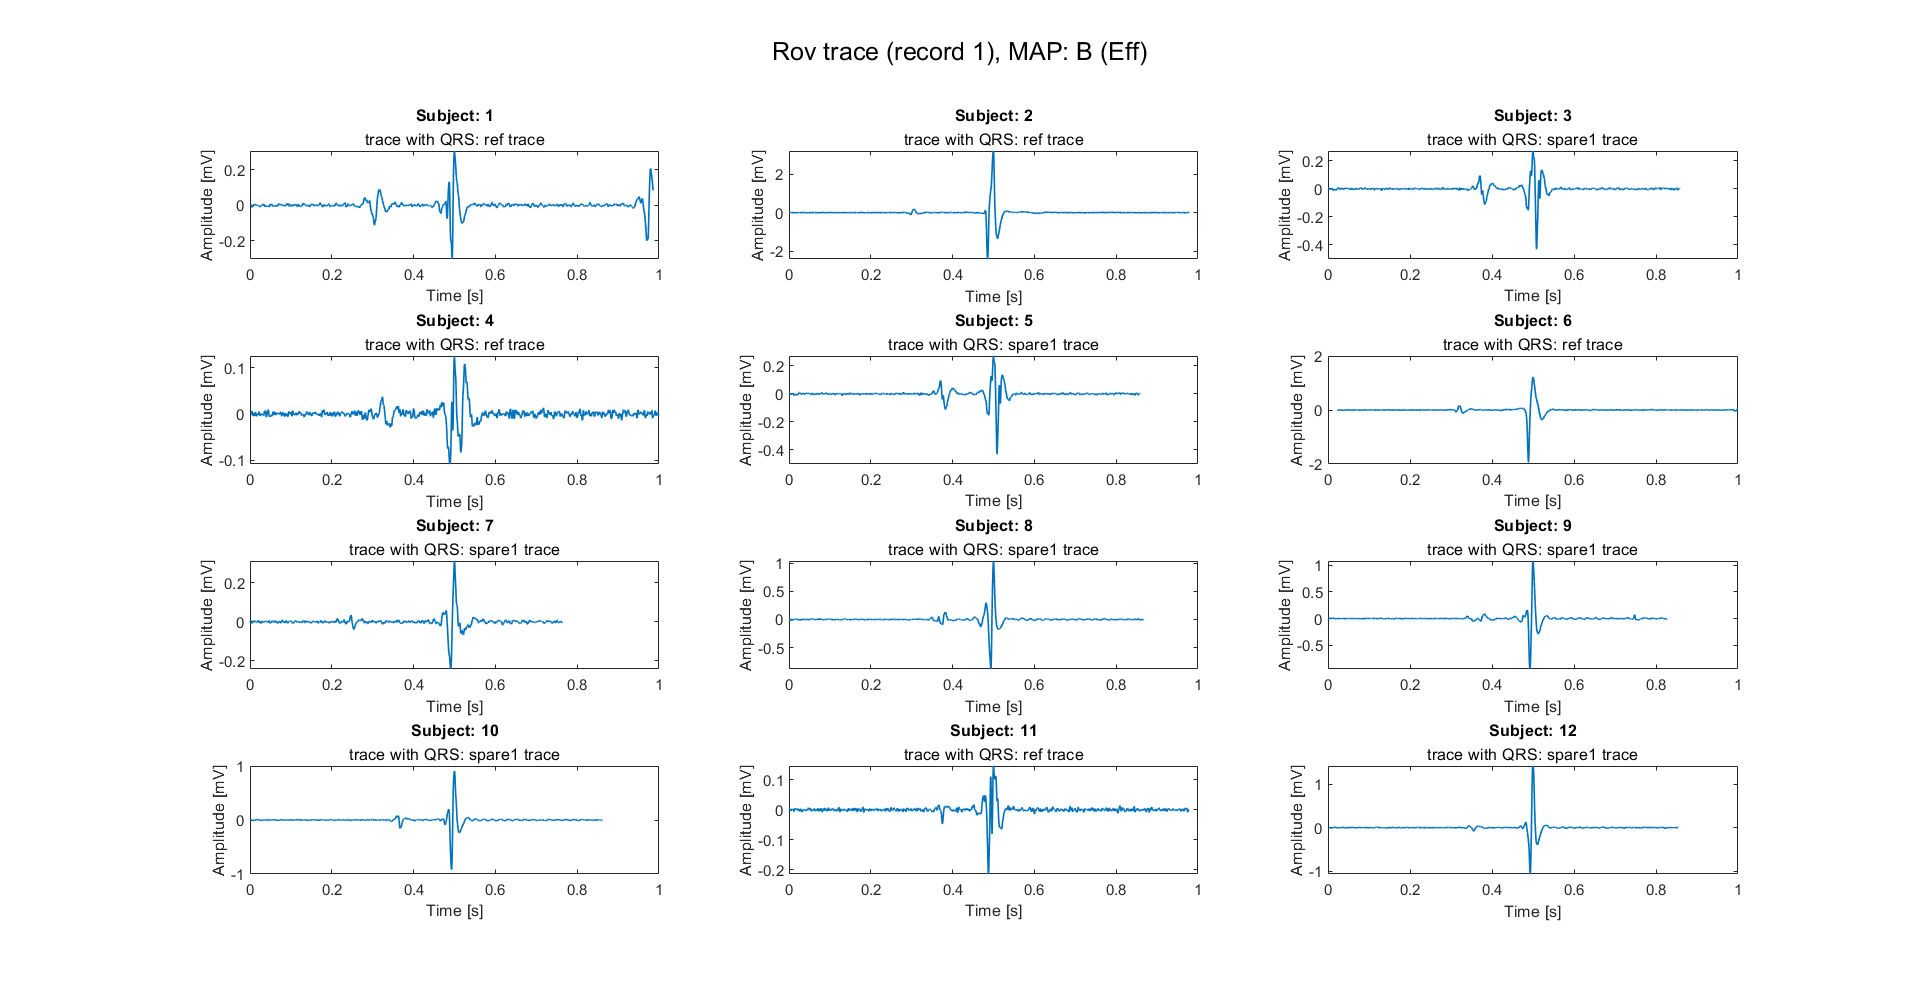 Rov trace (record 1), MAP: B (Eff)
Subject: 1
trace with QRS: ref trace
Amplitude [mV]
0.2
0
-0.2
0 0.2 0.4 0.6 0.8 1
Time [s]
Subject: 2
trace with QRS: ref trace
Amplitude [mV]
2
0
-2
0 0.2 0.4 0.6 0.8 1
Time [s]
Subject: 3
trace with QRS: spare1 trace
Amplitude [mV]
0.2
0
-0.2
-0.4
0 0.2 0.4 0.6 0.8 1
Time [s]
Subject: 4
trace with QRS: ref trace
Amplitude [mV]
0.1
0
-0.1
0 0.2 0.4 0.6 0.8 1
Time [s]
Subject: 5
trace with QRS: spare1 trace
Amplitude [mV]
0.2
0
-0.2
-0.4
0 0.2 0.4 0.6 0.8 1
Time [s]
Subject: 6
trace with QRS: ref trace
Amplitude [mV]
2
0
-2
0 0.2 0.4 0.6 0.8 1
Time [s]
Subject: 7
trace with QRS: spare1 trace
Amplitude [mV]
0.2
0
-0.2
0 0.2 0.4 0.6 0.8 1
Time [s]
Subject: 8
trace with QRS: spare1 trace
Amplitude [mV]
1
0.5
0
-0.5
0 0.2 0.4 0.6 0.8 1
Time [s]
Subject: 9
trace with QRS: spare1 trace
Amplitude [mV]
1
0.5
0
-0.5
0 0.2 0.4 0.6 0.8 1
Time [s]
Subject: 10
trace with QRS: spare1 trace
Amplitude [mV]
1
0
-1
0 0.2 0.4 0.6 0.8 1
Time [s]
Subject: 11
trace with QRS: ref trace
Amplitude [mV]
0.1
0
-0.1
-0.2
0 0.2 0.4 0.6 0.8 1
Time [s]
Subject: 12
trace with QRS: spare1 trace
Amplitude [mV]
1
0
-1
0 0.2 0.4 0.6 0.8 1
Time [s]